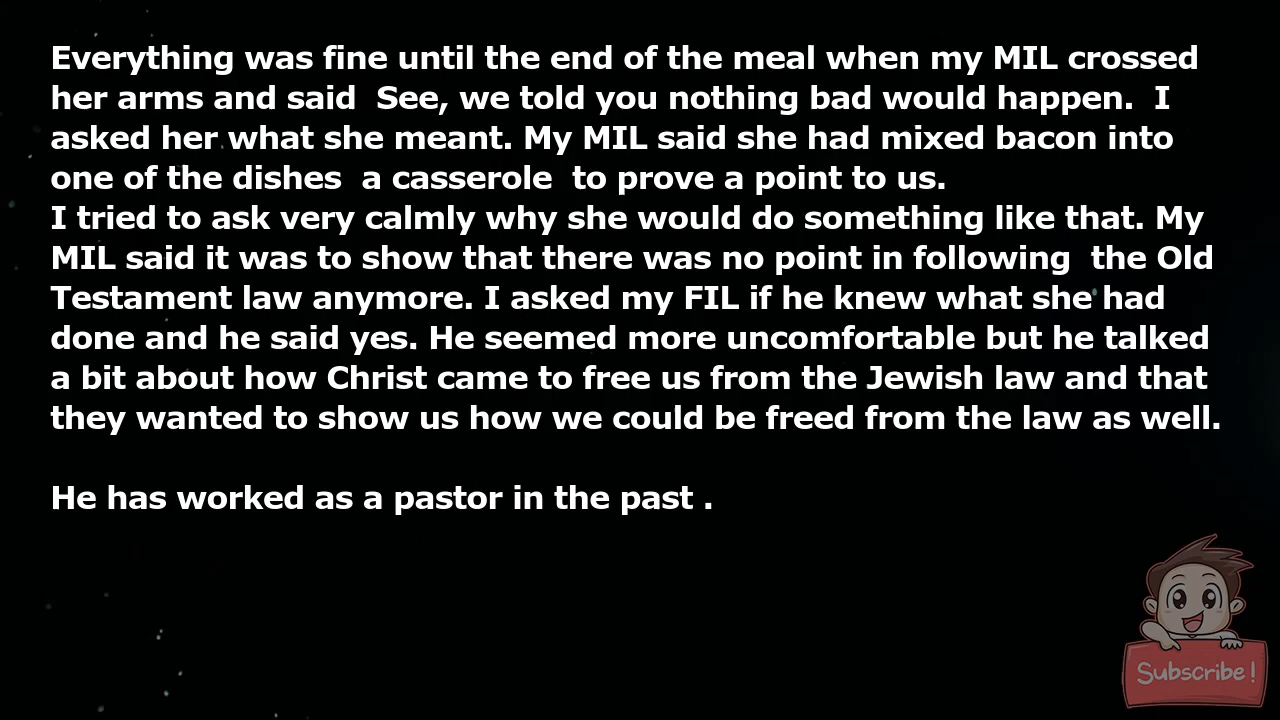 Everything was fine until the end of the meal when my MIL crossed
her arms and said  See, we told you nothing bad would happen.  I
asked her what she meant. My MIL said she had mixed bacon into
one of the dishes  a casserole  to prove a point to us.
I tried to ask very calmly why she would do something like that. My
MIL said it was to show that there was no point in following  the Old
Testament law anymore. I asked my FIL if he knew what she had
done and he said yes. He seemed more uncomfortable but he talked
a bit about how Christ came to free us from the Jewish law and that
they wanted to show us how we could be freed from the law as well.
He has worked as a pastor in the past .
Subscribe!